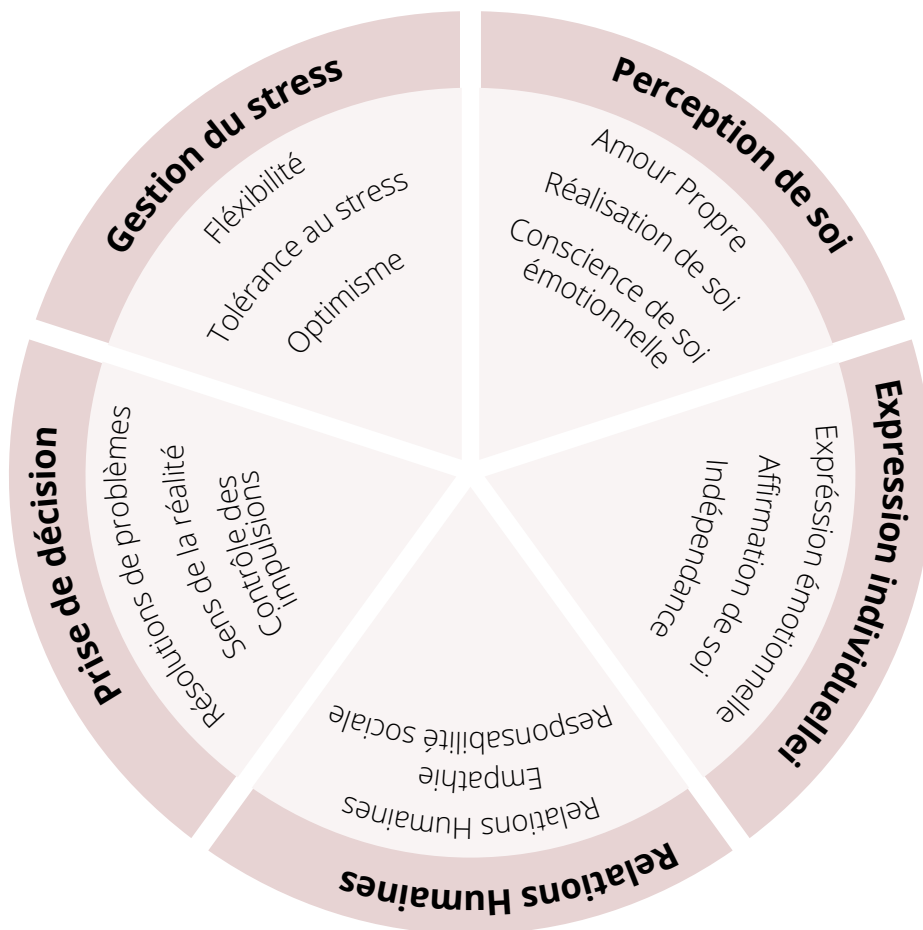 Perception de soi
Amour Propre
Réalisation de soi
Conscience de soi
émotionnelle
Expression individuellei
Expréssion émotionnelle
Affirmation de soi
Indépendance
Relations Humaines
Relations Humaines
Empathie
Responsabilité sociale
Prise de décision
Résolutions de problèmes
Sens de la réalité
Contrôle des
impulsions
Gestion du stress
Fléxibilité
Tolérance au stress
Optimisme